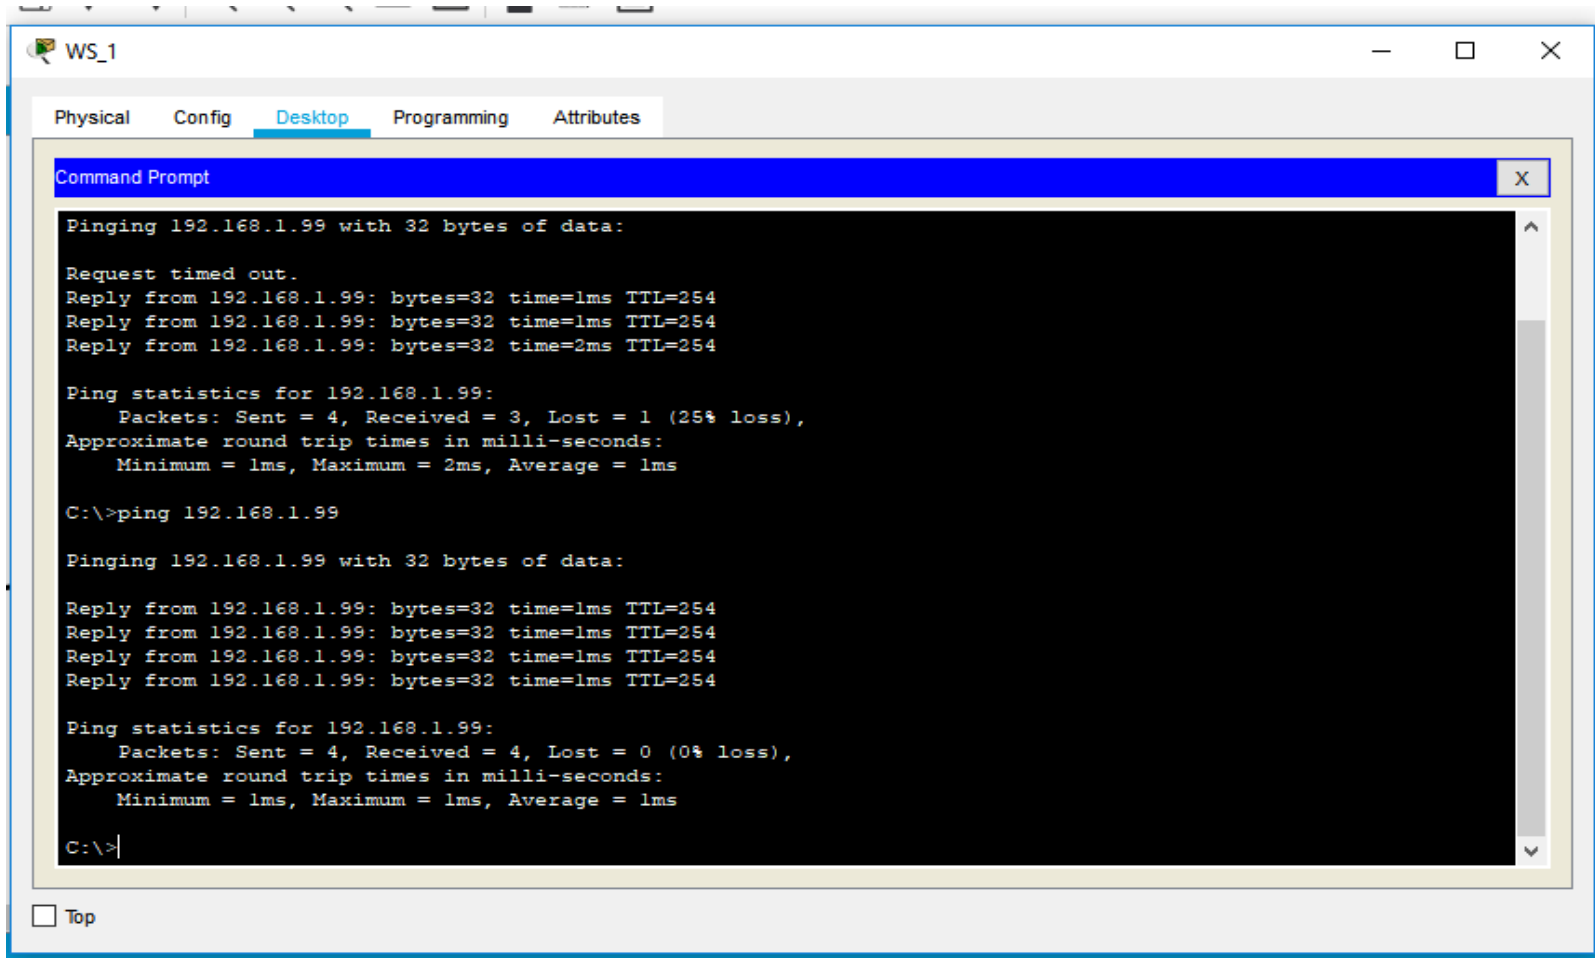 WS_1
Physical Config Desktop Programming Attributes
Command Prompt X
Pinging 192.168.1.99 with 32 bytes of data:
Request timed out.
Reply from 192.168.1.99: bytes=32 time=1ms TTL=254
Reply from 192.168.1.99: bytes=32 time=1ms TTL=254
Reply from 192.168.1.99: bytes=32 time=2ms TTL=254
Ping statistics for 192.168.1.99:
Packets: Sent = 4, Received = 3, Lost = 1 (25% loss),
Approximate round trip times in milli-seconds:
Minimum = 1ms, Maximum = 2ms, Average = 1ms
C:\>ping 192.168.1.99
Pinging 192.168.1.99 with 32 bytes of data:
Reply from 192.168.1.99: bytes=32 time=1ms TTL=254
Reply from 192.168.1.99: bytes=32 time=1ms TTL=254
Reply from 192.168.1.99: bytes=32 time=1ms TTL=254
Reply from 192.168.1.99: bytes=32 time=1ms TTL=254
Ping statistics for 192.168.1.99:
Packets: Sent = 4, Received = 4, Lost = 0 (0% loss),
Approximate round trip times in milli-seconds:
Minimum = 1ms, Maximum = 1ms, Average = 1ms
C:\>
Top